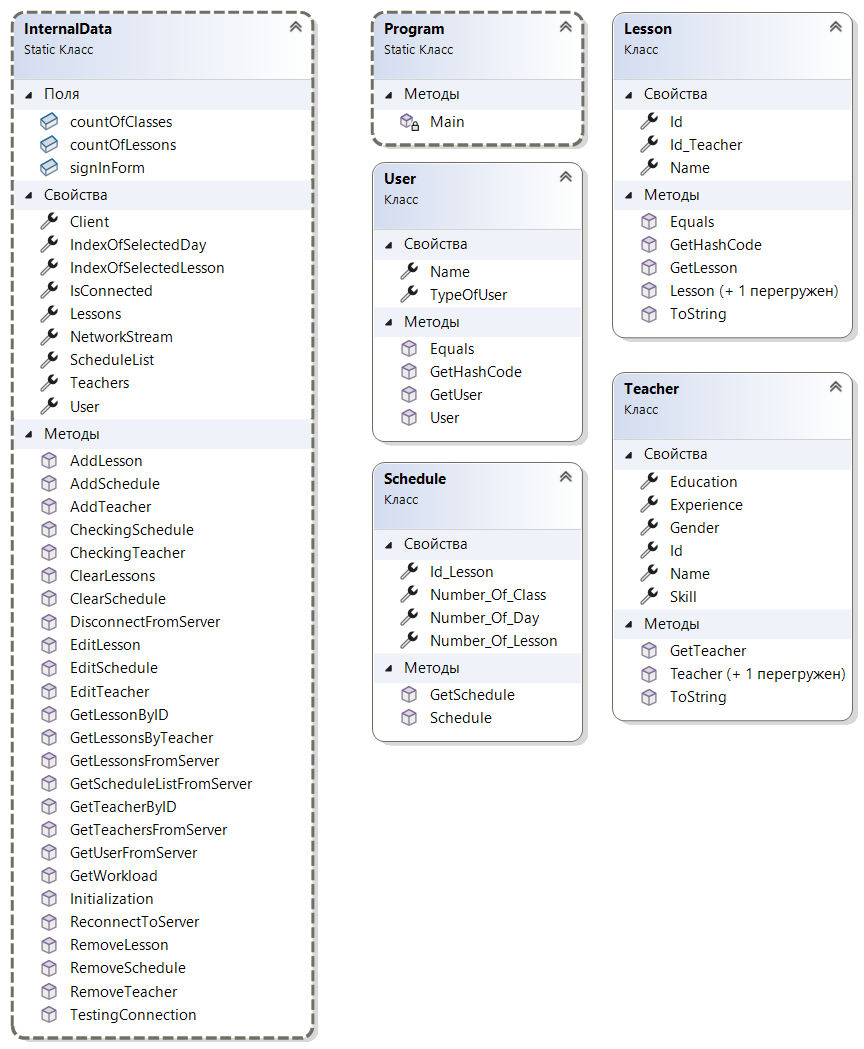 InternalData
Static Класс
Поля
countOfClasses
countOfLessons
signInForm
Свойства
Client
IndexOfSelectedDay
IndexOfSelectedLesson
IsConnected
Lessons
NetworkStream
ScheduleList
Teachers
User
Методы
AddLesson
AddSchedule
AddTeacher
CheckingSchedule
CheckingTeacher
ClearLessons
ClearSchedule
DisconnectFromServer
EditLesson
EditSchedule
EditTeacher
GetLessonByID
GetLessonsByTeacher
GetLessonsFromServer
GetScheduleListFromServer
GetTeacherByID
GetTeachersFromServer
GetUserFromServer
GetWorkload
Initialization
ReconnectToServer
RemoveLesson
RemoveSchedule
RemoveTeacher
TestingConnection
Program
Static Класс
Методы
Main
User
Класс
Свойства
Name
TypeOfUser
Методы
Equals
GetHashCode
GetUser
User
Schedule
Класс
Свойства
Id_Lesson
Number_Of_Class
Number_Of_Day
Number_Of_Lesson
Методы
GetSchedule
Schedule
Lesson
Класс
Свойства
Id
Id_Teacher
Name
Методы
Equals
GetHashCode
GetLesson
Lesson (+ 1 перегружен)
ToString
Teacher
Класс
Свойства
Education
Experience
Gender
Id
Name
Skill
Методы
GetTeacher
Teacher (+ 1 перегружен)
ToString